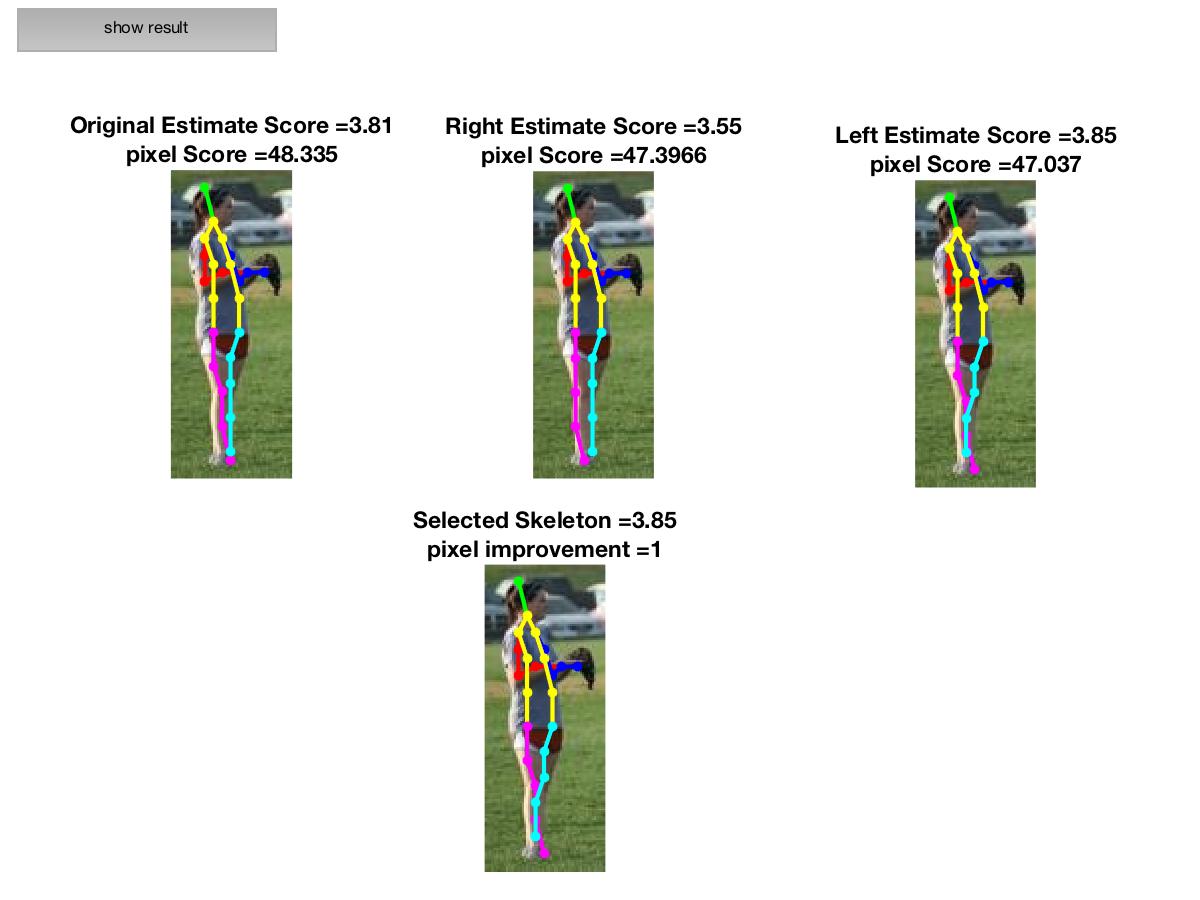 show result
Original Estimate Score =3.81
pixel Score =48.335
Right Estimate Score =3.55
pixel Score =47.3966
Left Estimate Score =3.85
pixel Score =47.037
Selected Skeleton =3.85
pixel improvement =1